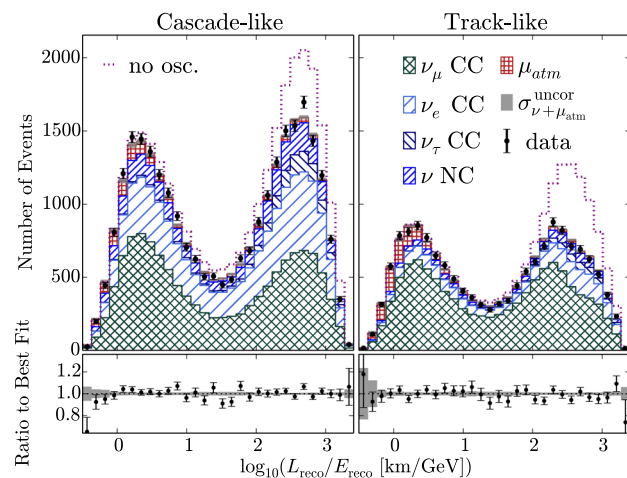 Cascade-like Track-like
no osc.
ν_μ CC
ν_e CC
ν_τ CC
ν NC
μ_atm
σ^uncor_ν+μ_atm
data
Number of Events
2000
1500
1000
500
0
Ratio to Best Fit
1.2
1.0
0.8
0 1 2 3 0 1 2 3
log₁₀(L_reco/E_reco [km/GeV])